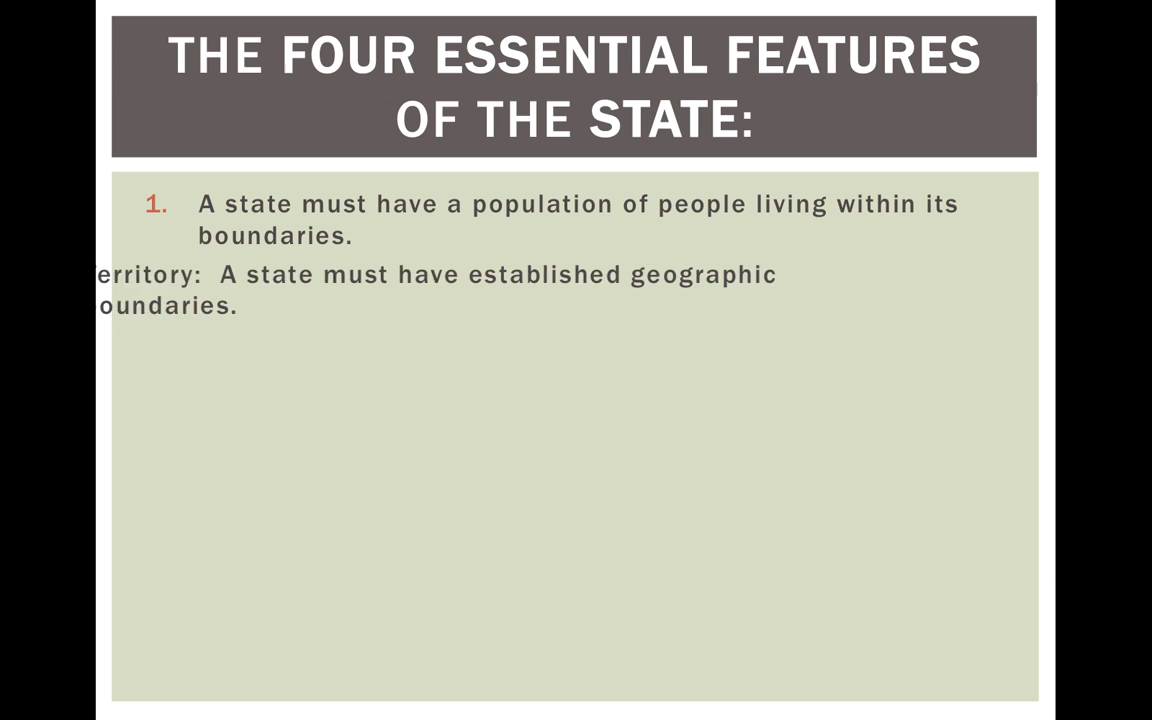 THE FOUR ESSENTIAL FEATURES
OF THE STATE:
1. A state must have a population of people living within its
boundaries.
erritory: A state must have established geographic
oundaries.